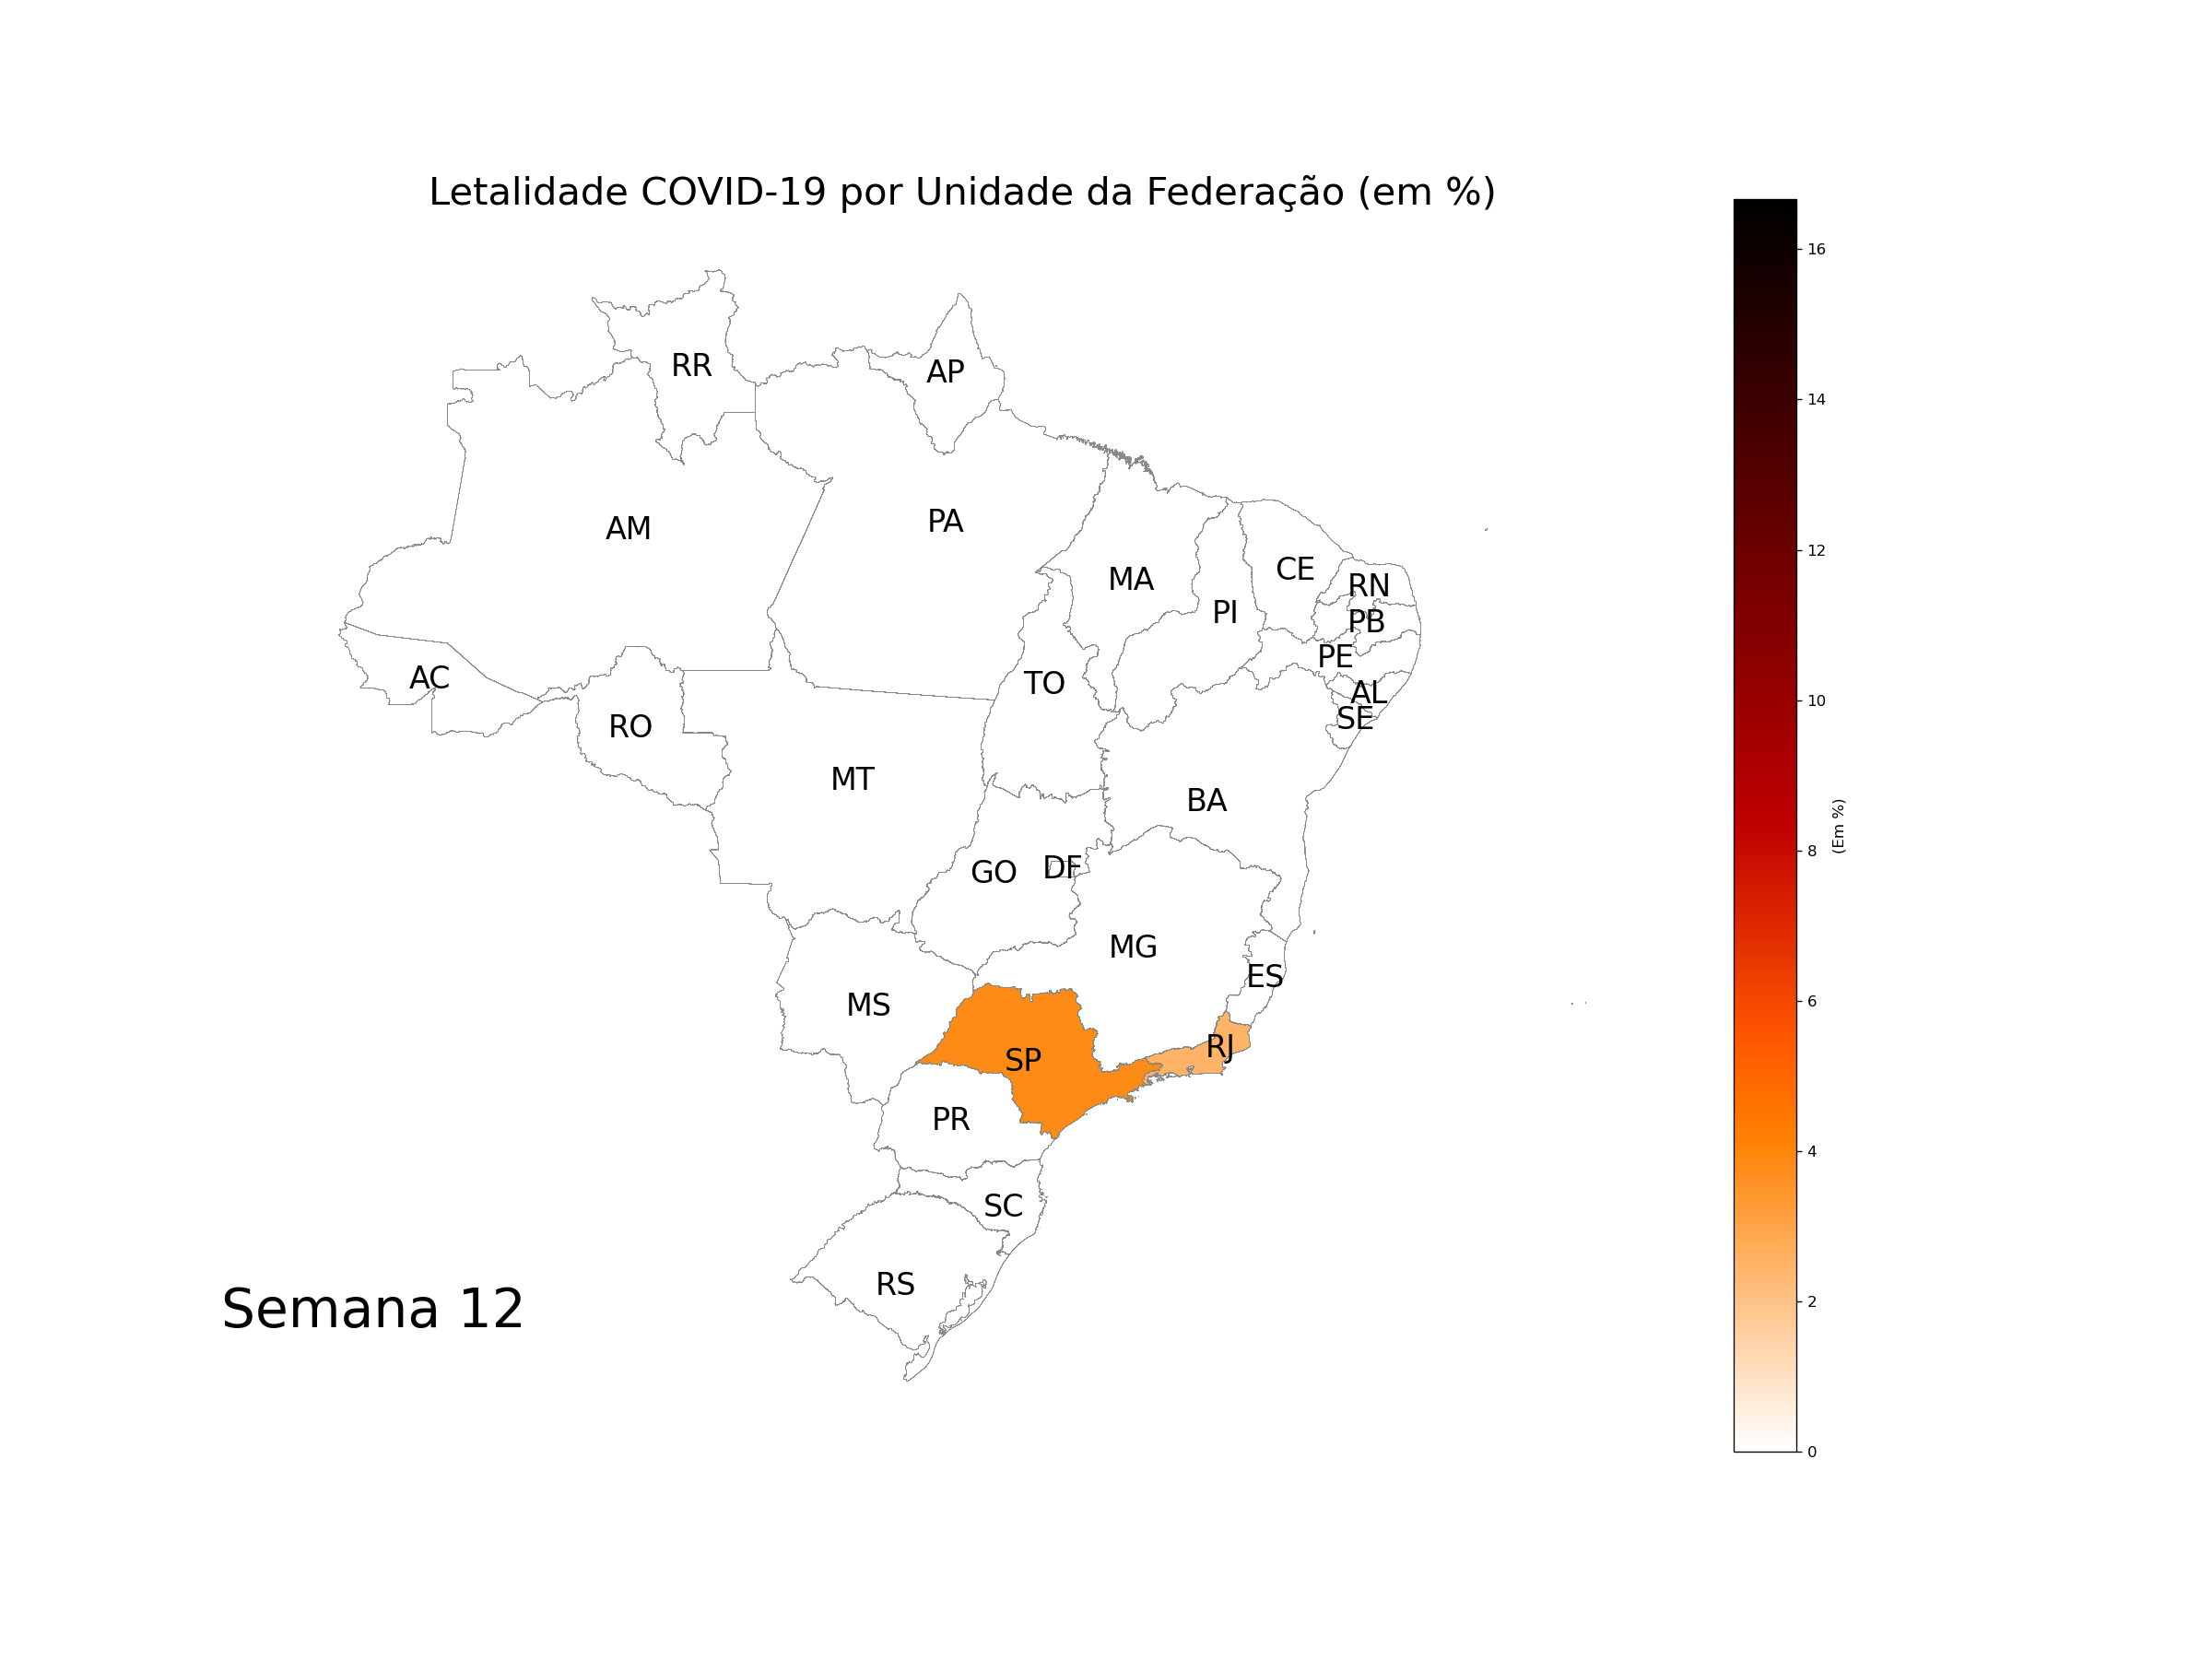 Letalidade COVID-19 por Unidade da Federação (em %)
RR
AP
AM
PA
MA
CE
RN
PI
PB
PE
AC
TO
AL
SE
RO
MT
BA
GO
DF
MG
ES
MS
RJ
SP
PR
SC
RS
Semana 12
16
14
12
10
8
6
4
2
0
(Em %)